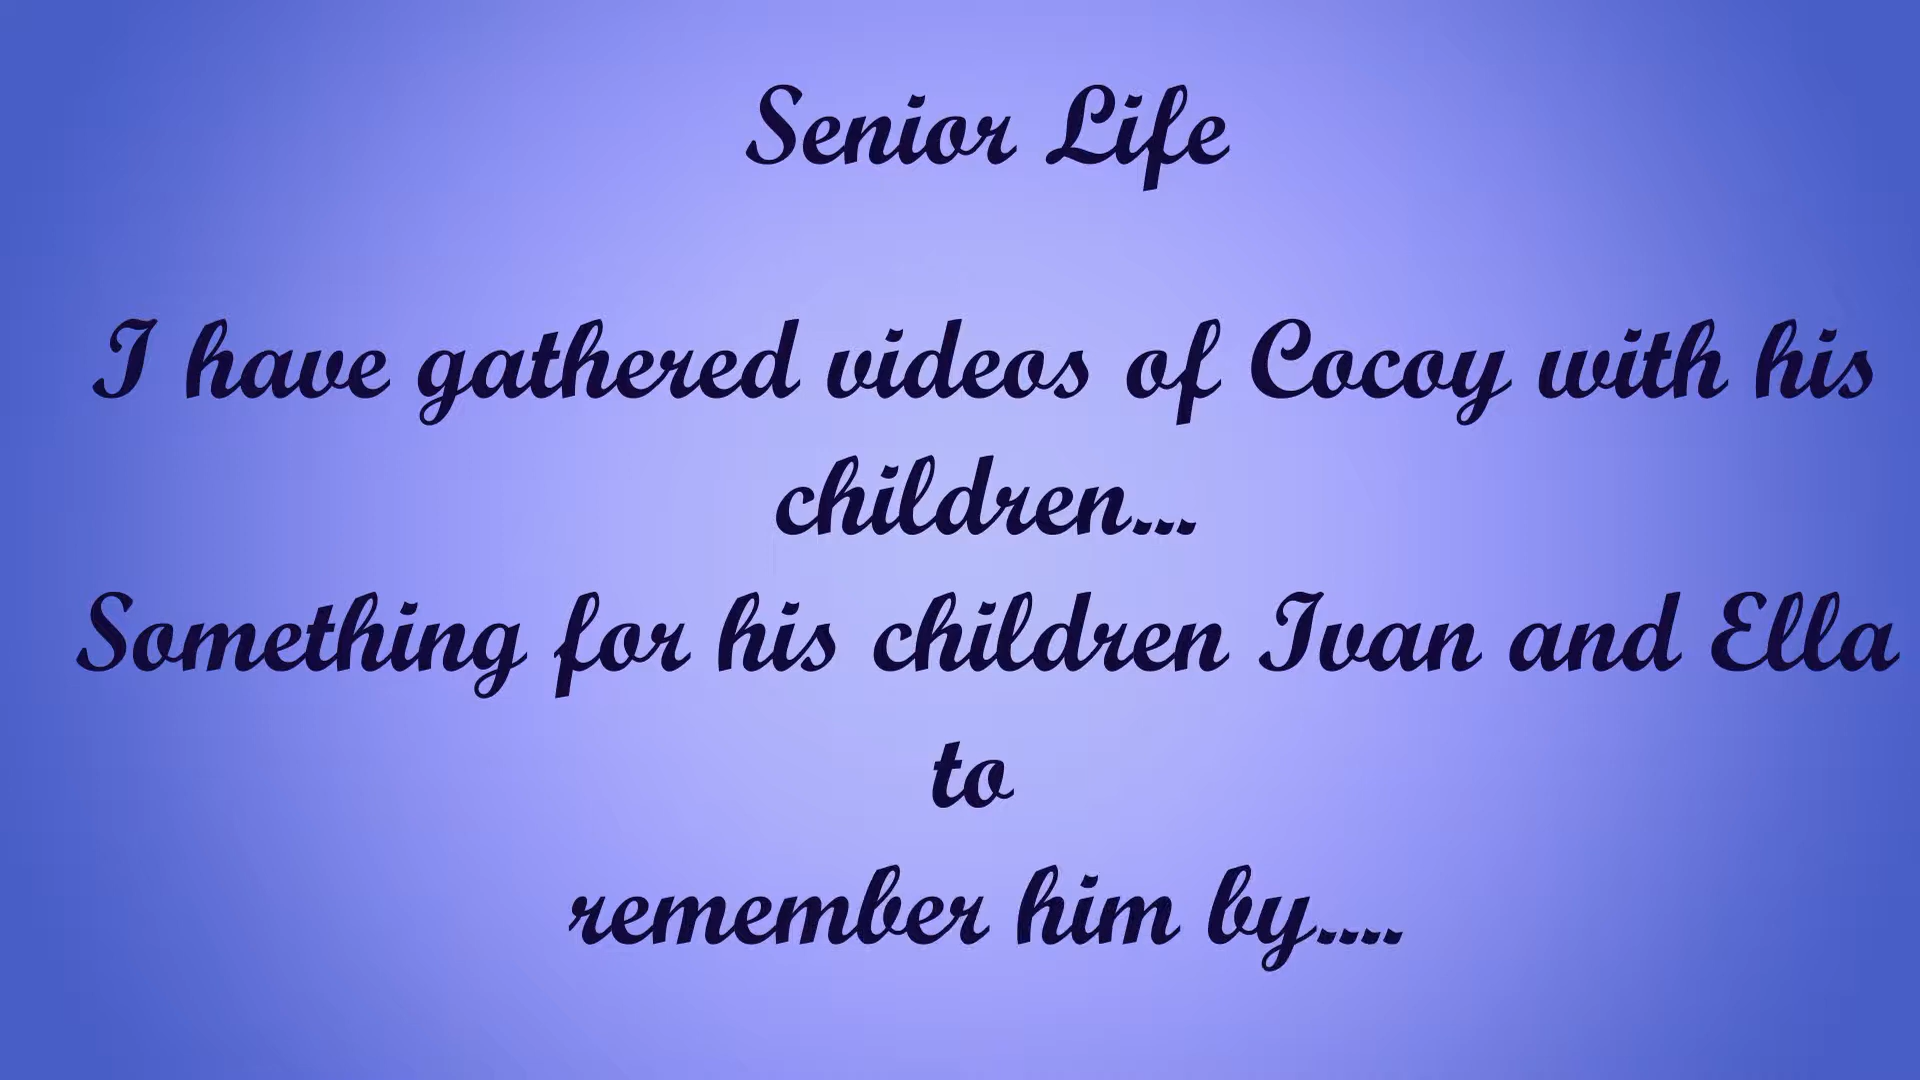 Senior Life
I have gathered videos of Cocoy with his
children...
Something for his children Ivan and Ella
to
remember him by....